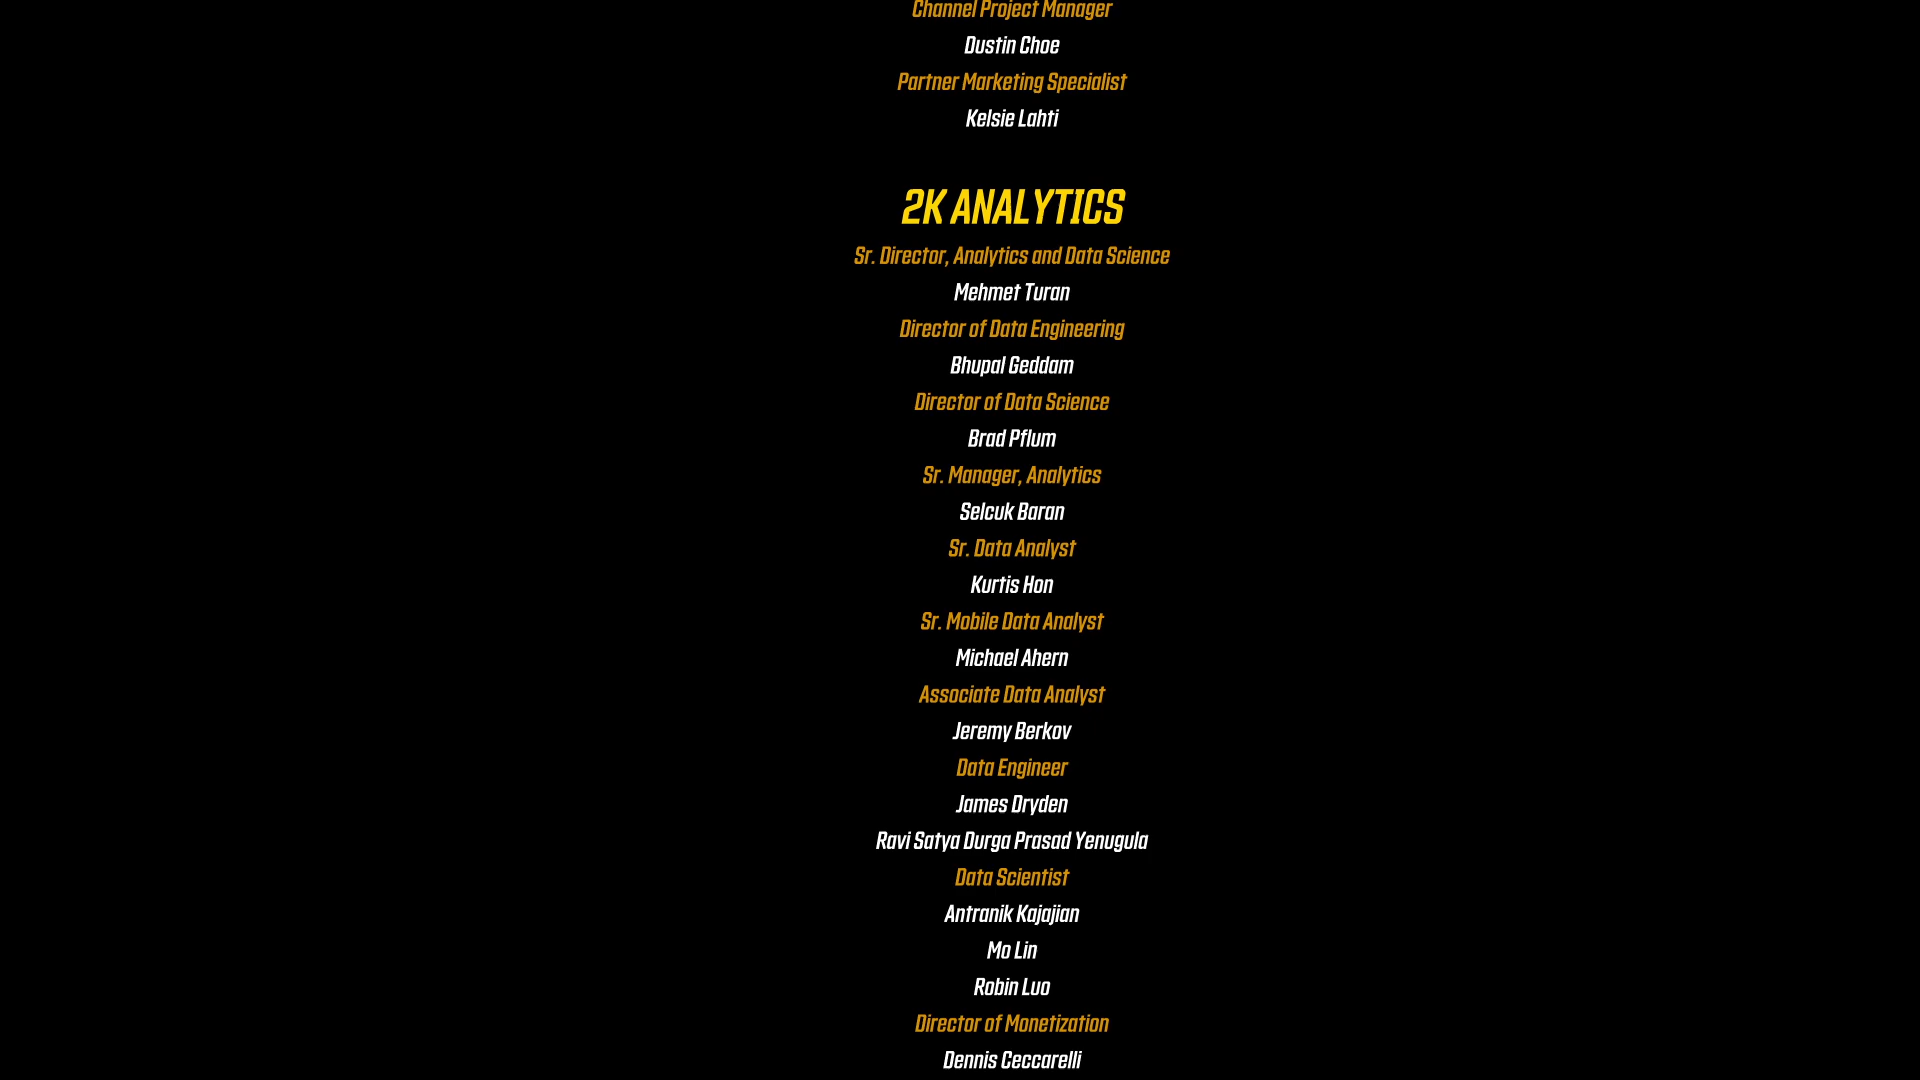 Channel Project Manager
Dustin Choe
Partner Marketing Specialist
Kelsie Lahti
2K ANALYTICS
Sr. Director, Analytics and Data Science
Mehmet Turan
Director of Data Engineering
Bhupal Geddam
Director of Data Science
Brad Pflum
Sr. Manager, Analytics
Selcuk Baran
Sr. Data Analyst
Kurtis Hon
Sr. Mobile Data Analyst
Michael Ahern
Associate Data Analyst
Jeremy Berkov
Data Engineer
James Dryden
Ravi Satya Durga Prasad Yenugula
Data Scientist
Antranik Kajajian
Mo Lin
Robin Luo
Director of Monetization
Dennis Ceccarelli